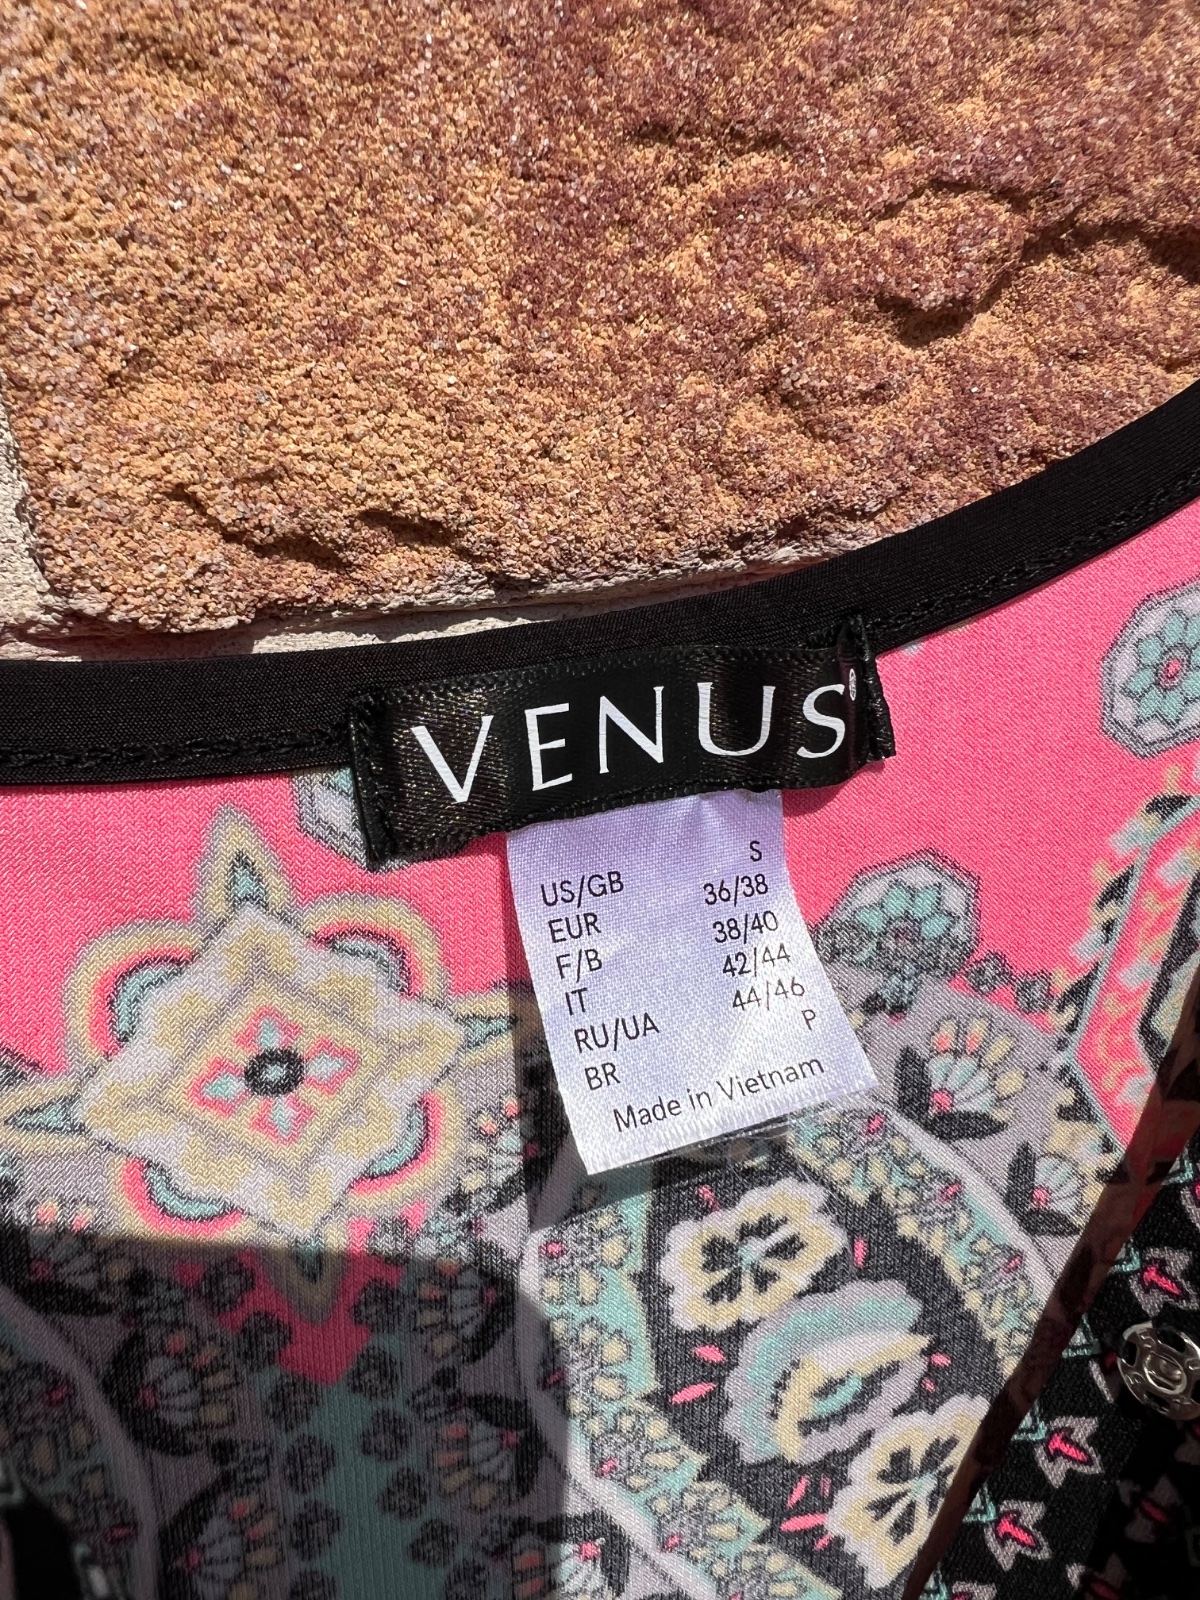 VENUS®
US/GB S
EUR 36/38
F/B 38/40
IT 42/44
RU/UA 44/46
BR P
Made in Vietnam